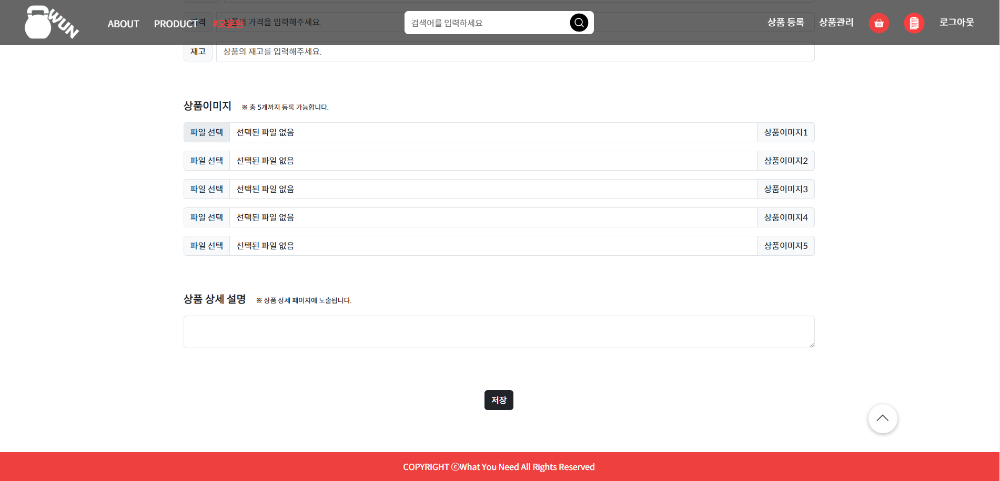 WUN
ABOUT PRODUCT #오운완 검색어를 입력하세요 상품 등록 상품관리 로그아웃
가격 상품의 가격을 입력해주세요.
재고 상품의 재고를 입력해주세요.
상품이미지 ※ 총 5개까지 등록 가능합니다.
파일 선택 선택된 파일 없음 상품이미지1
파일 선택 선택된 파일 없음 상품이미지2
파일 선택 선택된 파일 없음 상품이미지3
파일 선택 선택된 파일 없음 상품이미지4
파일 선택 선택된 파일 없음 상품이미지5
상품 상세 설명 ※ 상품 상세 페이지에 노출됩니다.
저장
COPYRIGHT ⓒWhat You Need All Rights Reserved